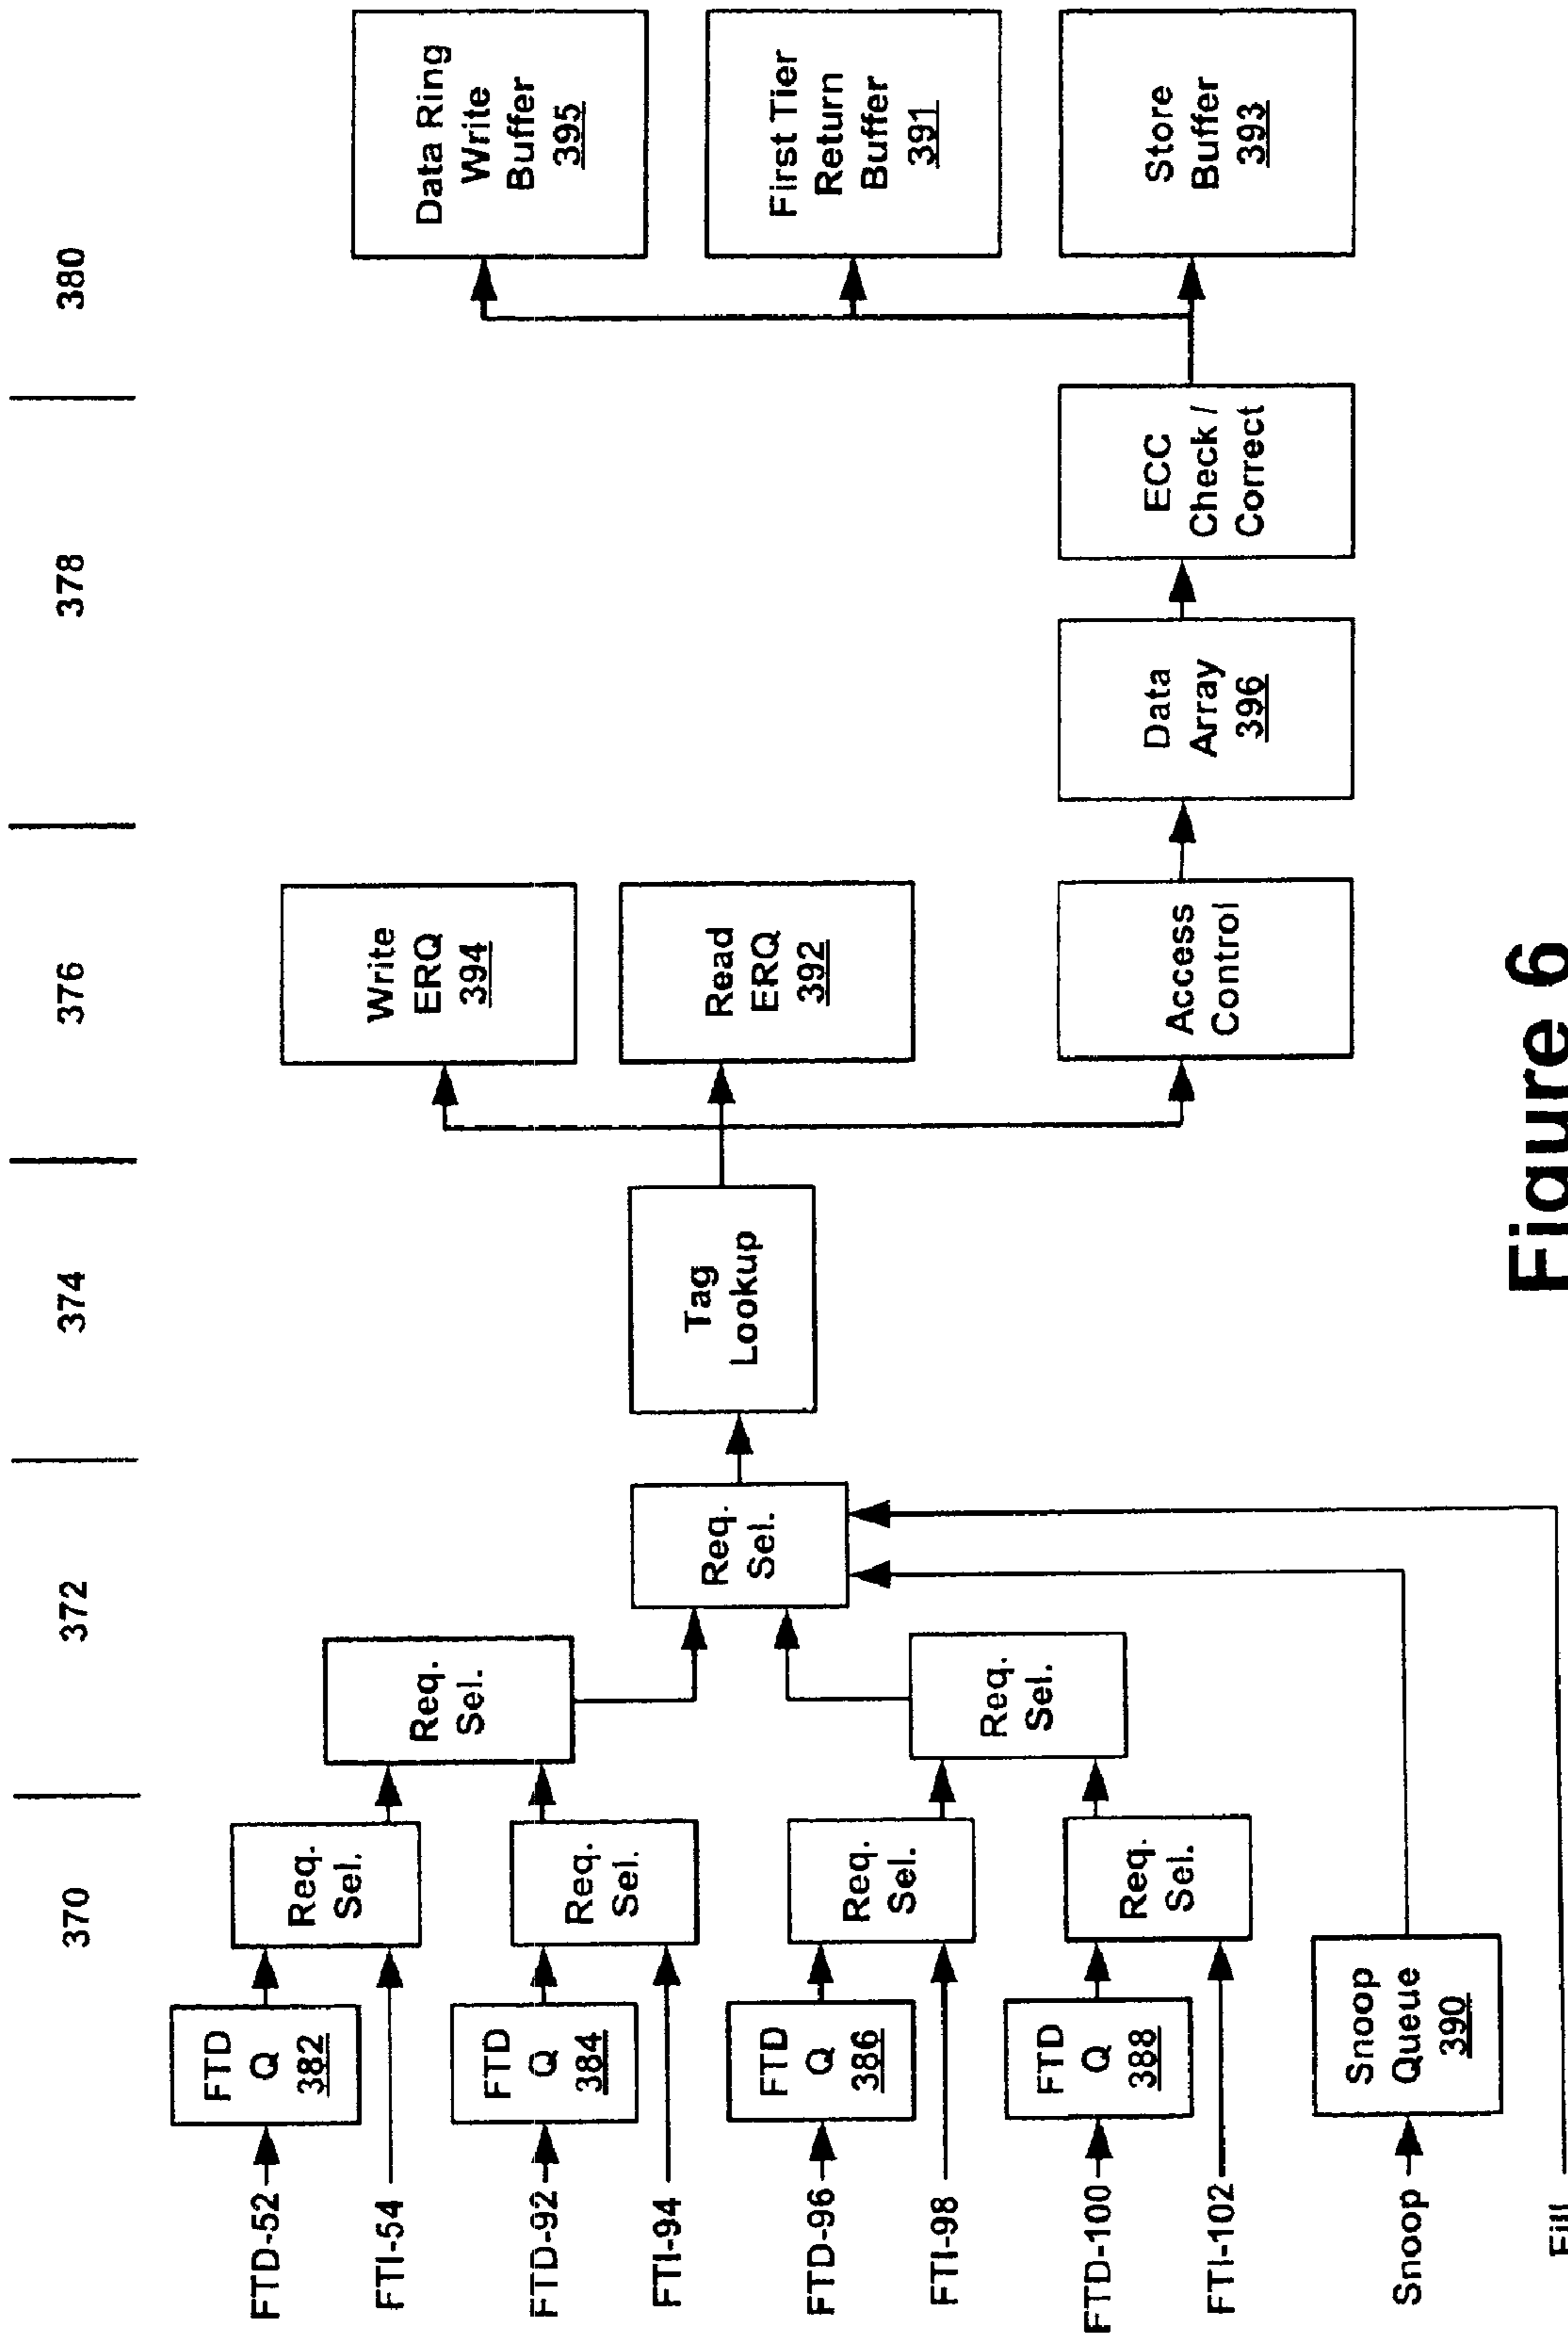 370
372
374
376
378
380
FTD-52
FTD
Q
382
FTI-54
Req.
Sel.
FTD-92
FTD
Q
384
FTI-94
Req.
Sel.
Req.
Sel.
FTD-96
FTD
Q
386
FTI-98
Req.
Sel.
FTD-100
FTD
Q
388
FTI-102
Req.
Sel.
Req.
Sel.
Snoop
Snoop
Queue
390
Fill
Req.
Sel.
Tag
Lookup
Write
ERQ
394
Read
ERQ
392
Access
Control
Data
Array
396
ECC
Check /
Correct
Data Ring
Write
Buffer
395
First Tier
Return
Buffer
391
Store
Buffer
393
Figure 6